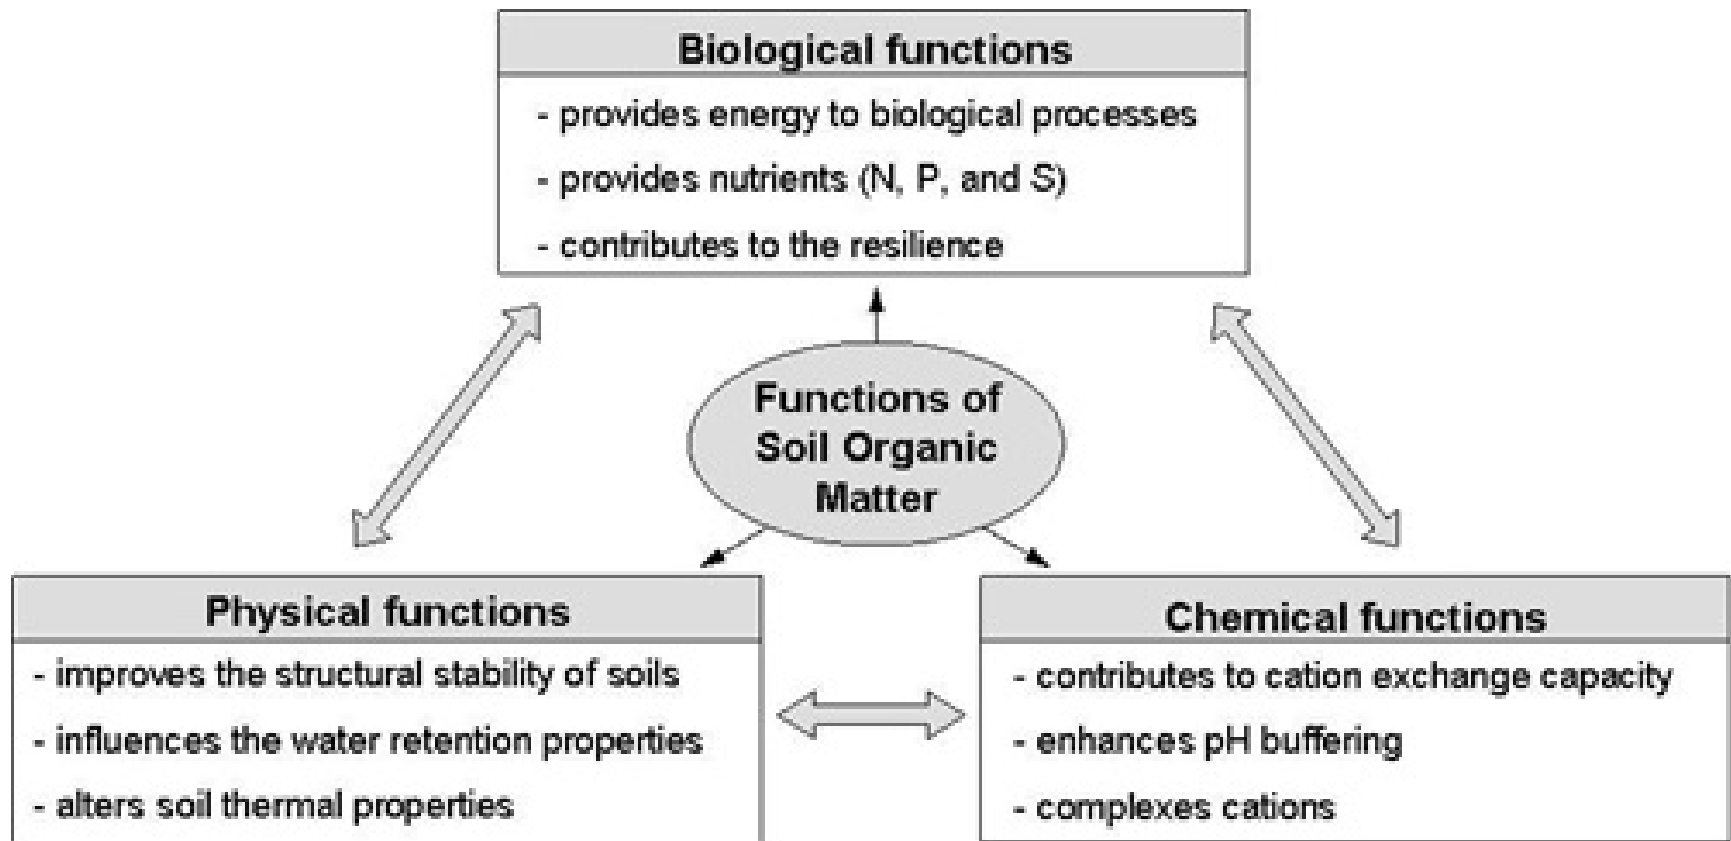 Biological functions
- provides energy to biological processes
- provides nutrients (N, P, and S)
- contributes to the resilience
Functions of
Soil Organic
Matter
Physical functions
- improves the structural stability of soils
- influences the water retention properties
- alters soil thermal properties
Chemical functions
- contributes to cation exchange capacity
- enhances pH buffering
- complexes cations